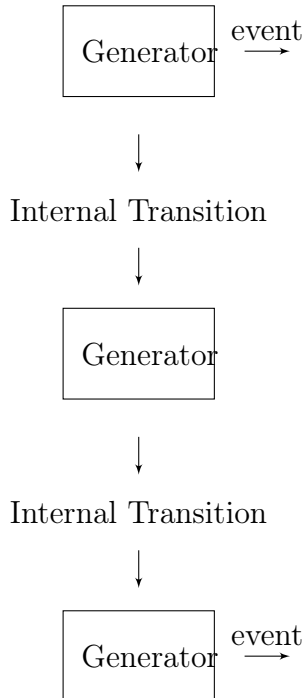 event
Generator
Internal Transition
Generator
Internal Transition
event
Generator